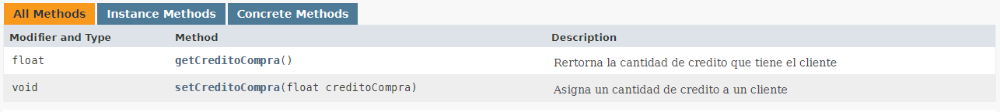 All Methods Instance Methods Concrete Methods
Modifier and Type Method Description
float getCreditoCompra() Rertorna la cantidad de credito que tiene el cliente
void setCreditoCompra(float creditoCompra) Asigna un cantidad de credito a un cliente